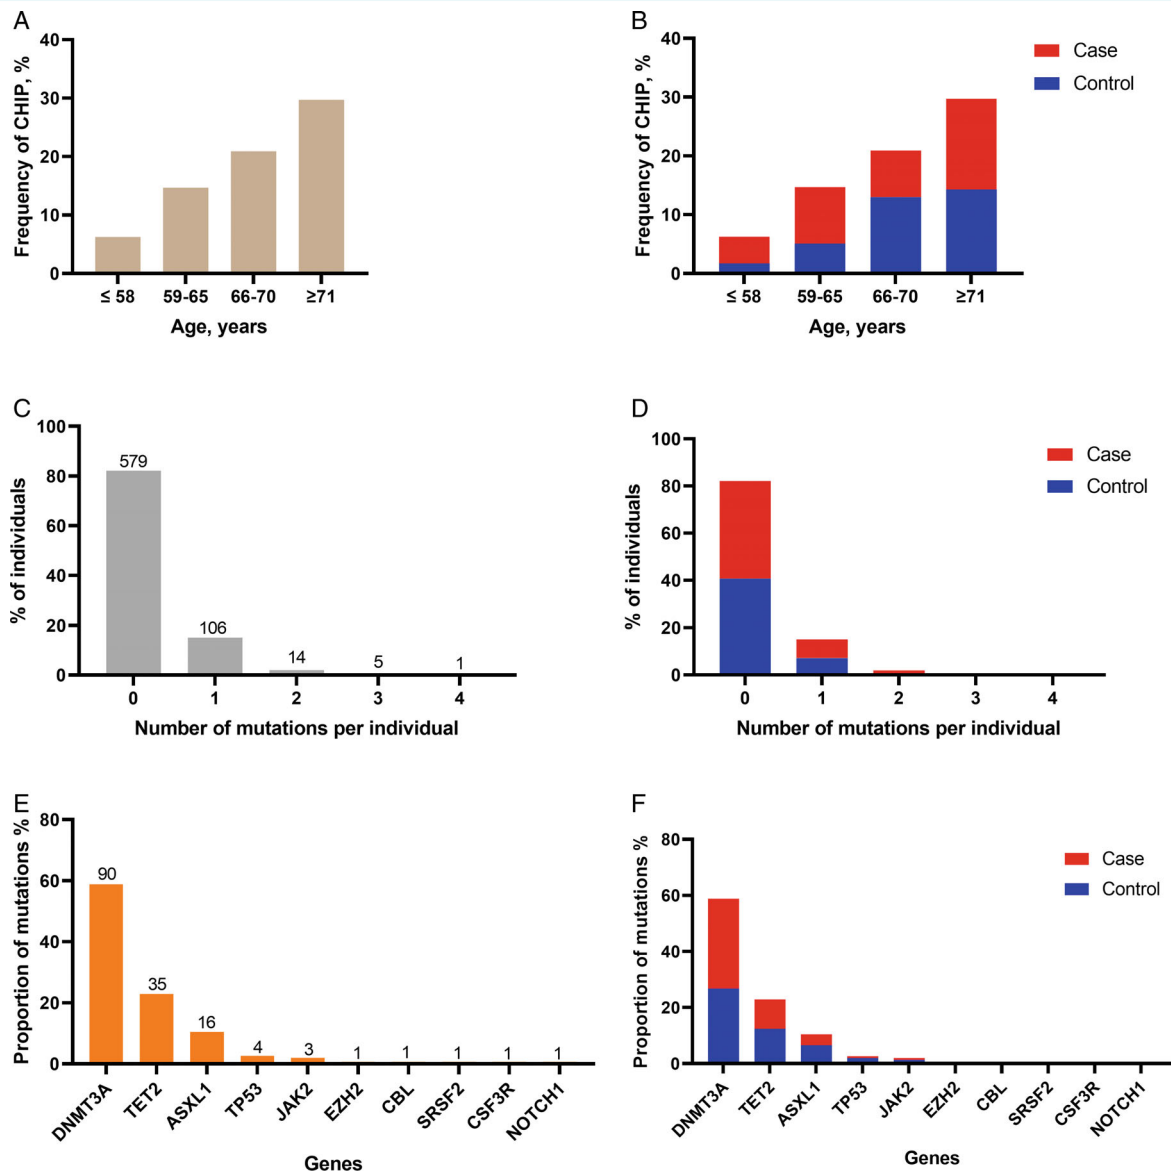 A
Frequency of CHIP, %
40
30
20
10
0
≤ 58 59-65 66-70 ≥71
Age, years
B
Frequency of CHIP, %
40
30
20
10
0
≤ 58 59-65 66-70 ≥71
Age, years
Case
Control
C
% of individuals
100
80
60
40
20
0
579 106 14 5 1
0 1 2 3 4
Number of mutations per individual
D
% of individuals
100
80
60
40
20
0
0 1 2 3 4
Number of mutations per individual
Case
Control
E
Proportion of mutations %
80
60
40
20
0
90 35 16 4 3 1 1 1 1 1
DNMT3A TET2 ASXL1 TP53 JAK2 EZH2 CBL SRSF2 CSF3R NOTCH1
Genes
F
Proportion of mutations %
80
60
40
20
0
DNMT3A TET2 ASXL1 TP53 JAK2 EZH2 CBL SRSF2 CSF3R NOTCH1
Genes
Case
Control